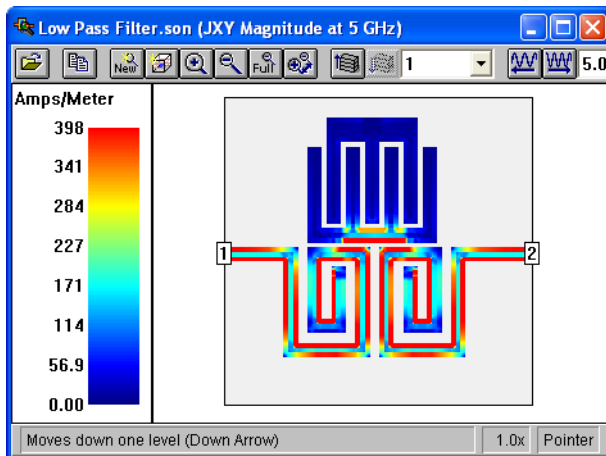 Low Pass Filter.son (JXY Magnitude at 5 GHz)
New Full 1 5.0
Amps/Meter
398
341
284
227
171
114
56.9
0.00
1 2
Moves down one level (Down Arrow) 1.0x Pointer